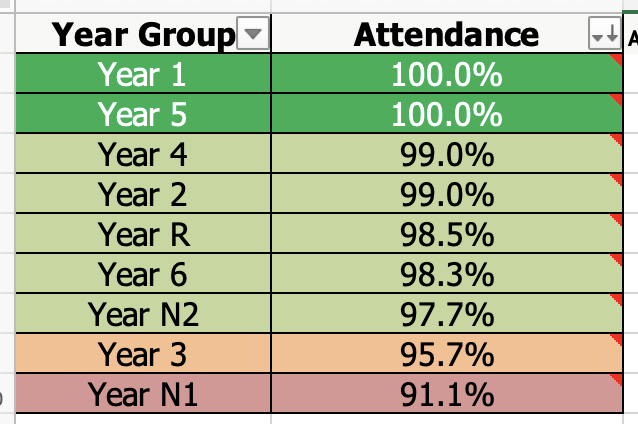 Year Group Attendance
Year 1 100.0%
Year 5 100.0%
Year 4 99.0%
Year 2 99.0%
Year R 98.5%
Year 6 98.3%
Year N2 97.7%
Year 3 95.7%
Year N1 91.1%